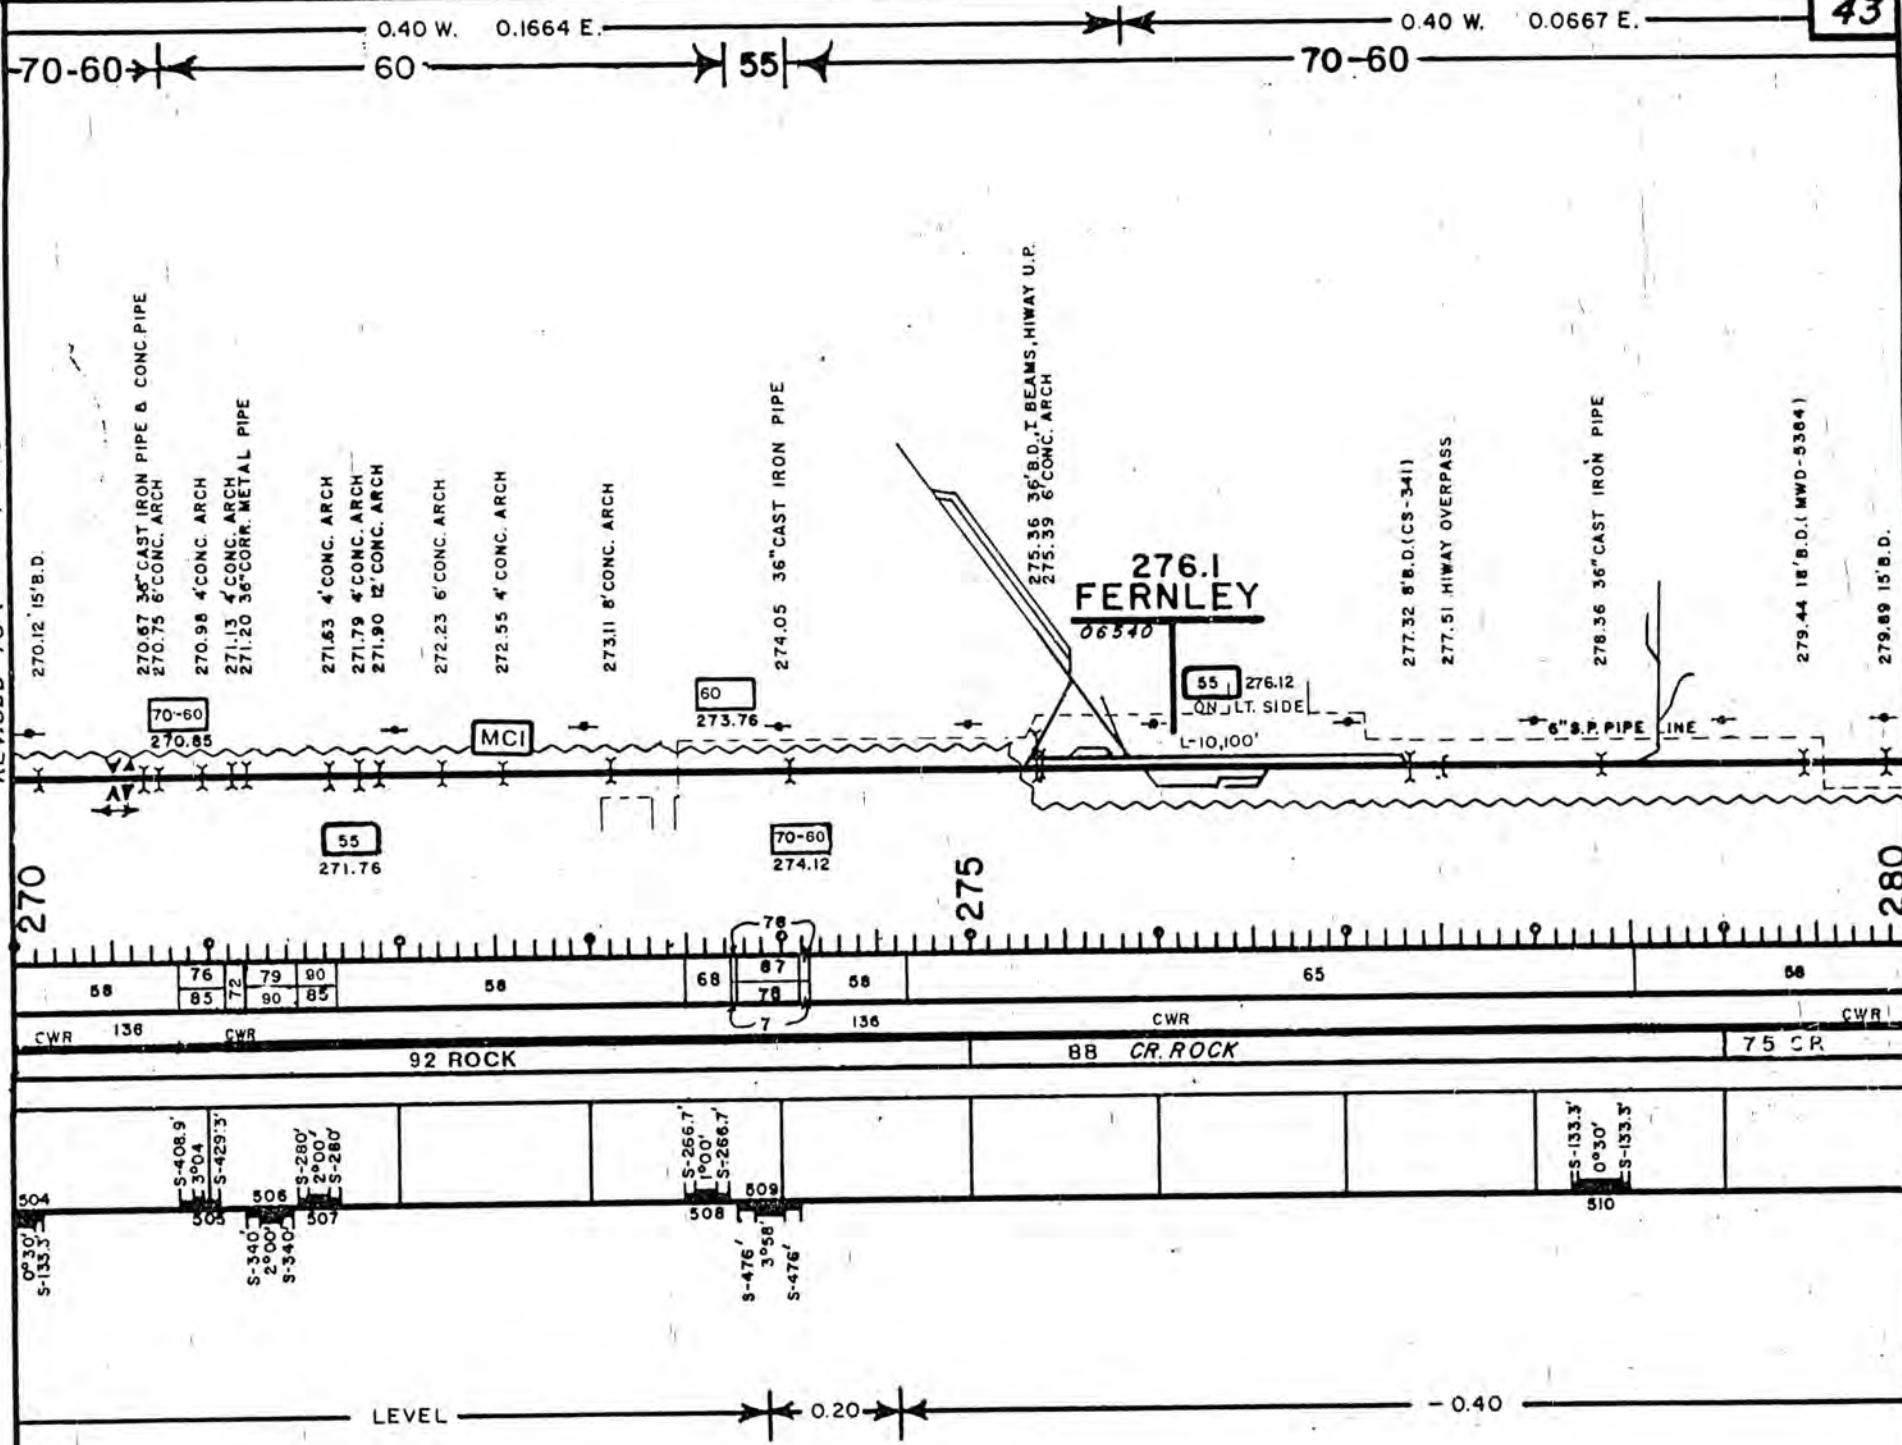 43
0.40 W. 0.1664 E. 0.40 W. 0.0667 E.
70-60 60 55 70-60
270.12 15'B.D.
270.67 36"CAST IRON PIPE & CONC.PIPE
270.75 6'CONC. ARCH
270.98 4'CONC. ARCH
271.13 4'CONC. ARCH
271.20 36"CORR. METAL PIPE
271.63 4'CONC. ARCH
271.79 4'CONC. ARCH
271.90 12'CONC. ARCH
272.23 6'CONC. ARCH
272.55 4'CONC. ARCH
273.11 8'CONC. ARCH
274.05 36"CAST IRON PIPE
275.36 36'B.D., I BEAMS, HIWAY U.P.
275.39 6'CONC. ARCH
277.32 8'B.D.(CS-341)
277.51 HIWAY OVERPASS
278.36 36"CAST IRON PIPE
279.44 18'B.D.(MWD-5384)
279.89 15'B.D.
276.1
FERNLEY
06540
70-60
270.85
MCI
60
273.76
55 276.12
ON LT. SIDE
L-10,100'
6"S.P. PIPE LINE
55
271.76
70-60
274.12
270 275 280
58 76 85 72 79 90 90 85 58 68 78 87 78 7 58 65 58
CWR 136 CWR 136 CWR CWR
92 ROCK 88 CR. ROCK 75 CR
504
0°30'
S-133.3'
S-408.9'
3°04
S-429.3'
505
506
S-340'
2°00'
S-340'
S-280'
2°00'
S-280'
507
S-266.7'
1°00'
S-266.7'
508
509
S-476'
3°58'
S-476'
S-133.3'
0°30'
S-133.3'
510
LEVEL 0.20 -0.40